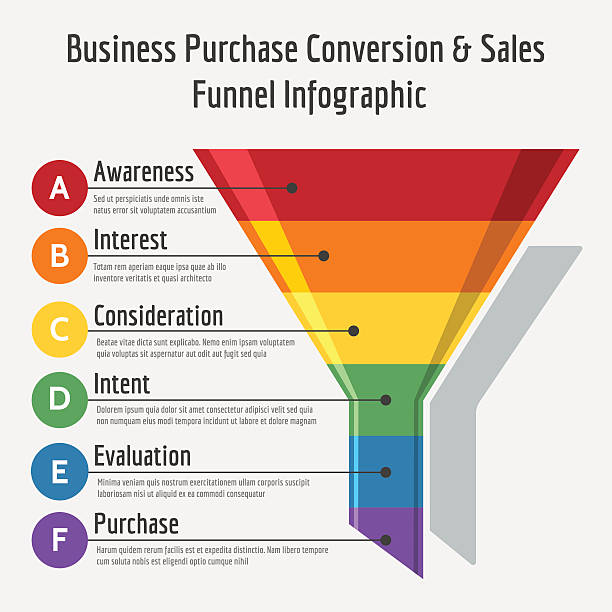 Business Purchase Conversion & Sales
Funnel Infographic
A
Awareness
Sed ut perspiciatis unde omnis iste
natus error sit voluptatem accusantium
B
Interest
Totam rem aperiam eaque ipsa quae ab ill
inventore veritatis et quasi architecto
C
Consideration
Beatae vitae dicta sunt explicabo. Nemo enim ipsam voluptatem
quia voluptas sit aspernatur aut odit aut fugit sed quia
D
Intent
Dolorem ipsum quia dolor sit amet consectetur adipisci velit sed
quia non numquam eius modi tempora incidunt ut labore et magnam
E
Evaluation
Minima veniam quis nostrum exercitationem ullam corporis suscipit
laboriosam nisi ut aliquid ex ea commodi consequatur
F
Purchase
Harum quidem rerum facilis est et expedita distinctio. Nam libero
cum soluta nobis est eligendi optio cumque nihil impedit